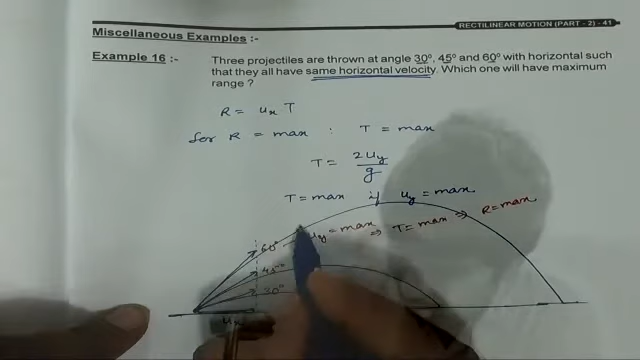 RECTILINEAR MOTION (PART - 2) - 41
Miscellaneous Examples :-
Example 16 :- Three projectiles are thrown at angle 30°, 45° and 60° with horizontal such
that they all have same horizontal velocity. Which one will have maximum
range ?
R = uₓ T
for R = max : T = max
T = 2u_y / g
T = max if u_y = max
60° u_y = max ⇒ T = max ⇒ R = max
45°
30°
uₓ